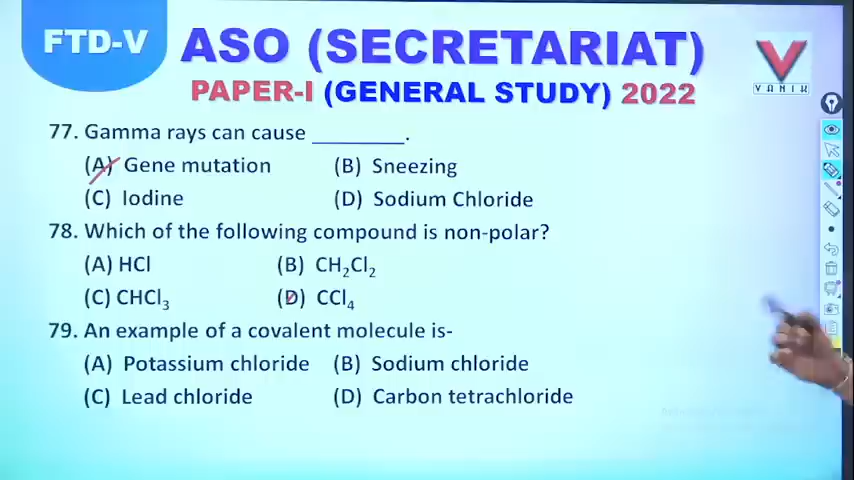 FTD-V
ASO (SECRETARIAT)
PAPER-I (GENERAL STUDY) 2022
VANIK
77. Gamma rays can cause ________.
(A) Gene mutation (B) Sneezing
(C) Iodine (D) Sodium Chloride
78. Which of the following compound is non-polar?
(A) HCl (B) CH₂Cl₂
(C) CHCl₃ (D) CCl₄
79. An example of a covalent molecule is-
(A) Potassium chloride (B) Sodium chloride
(C) Lead chloride (D) Carbon tetrachloride